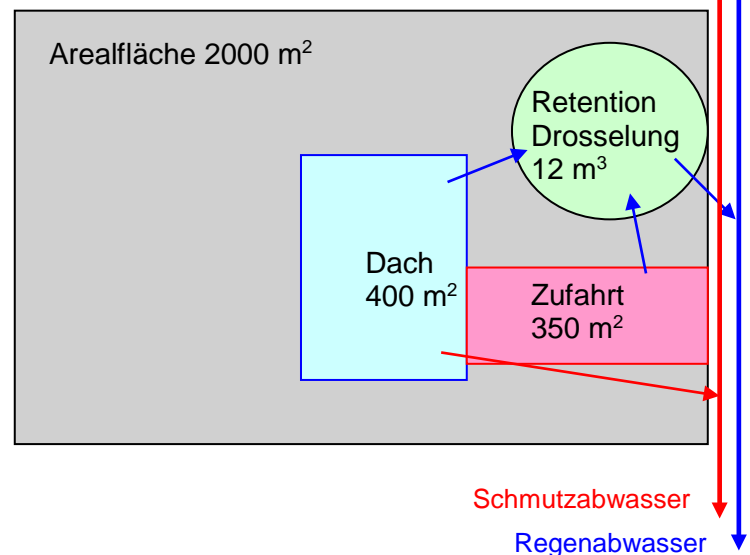 Arealfläche 2000 m²
Retention
Drosselung
12 m³
Dach
400 m²
Zufahrt
350 m²
Schmutzabwasser
Regenabwasser